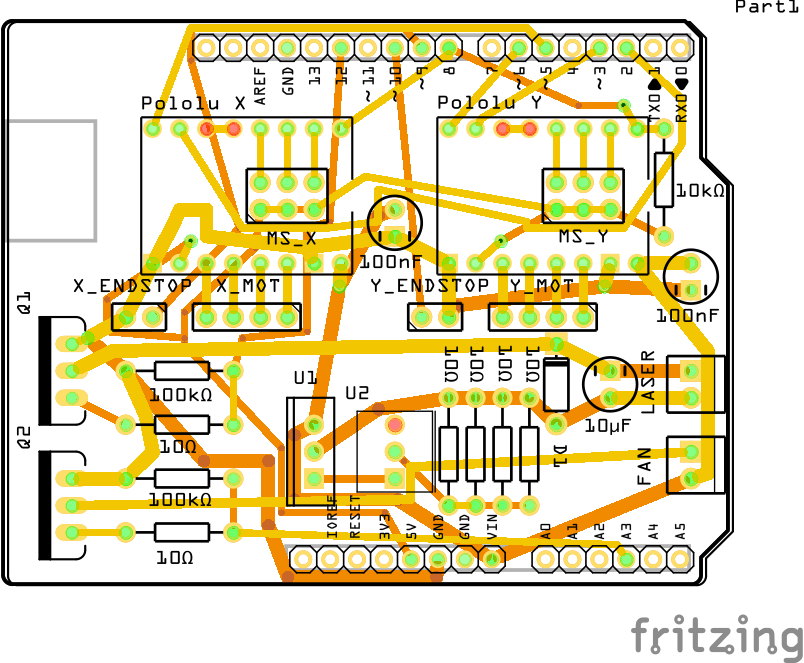 Part1
AREF
GND
13
12
~11
~10
~9
8
7
~6
~5
4
~3
2
TX0 1
RX0 0
Pololu X
Pololu Y
10kΩ
MS_X
MS_Y
100nF
X_ENDSTOP
X_MOT
Y_ENDSTOP
Y_MOT
100nF
Q1
100kΩ
10Ω
U1
U2
10Ω
10Ω
10Ω
10Ω
D1
10µF
LASER
Q2
100kΩ
10Ω
FAN
IOREF
RESET
3V3
5V
GND
GND
VIN
A0
A1
A2
A3
A4
A5
fritzing